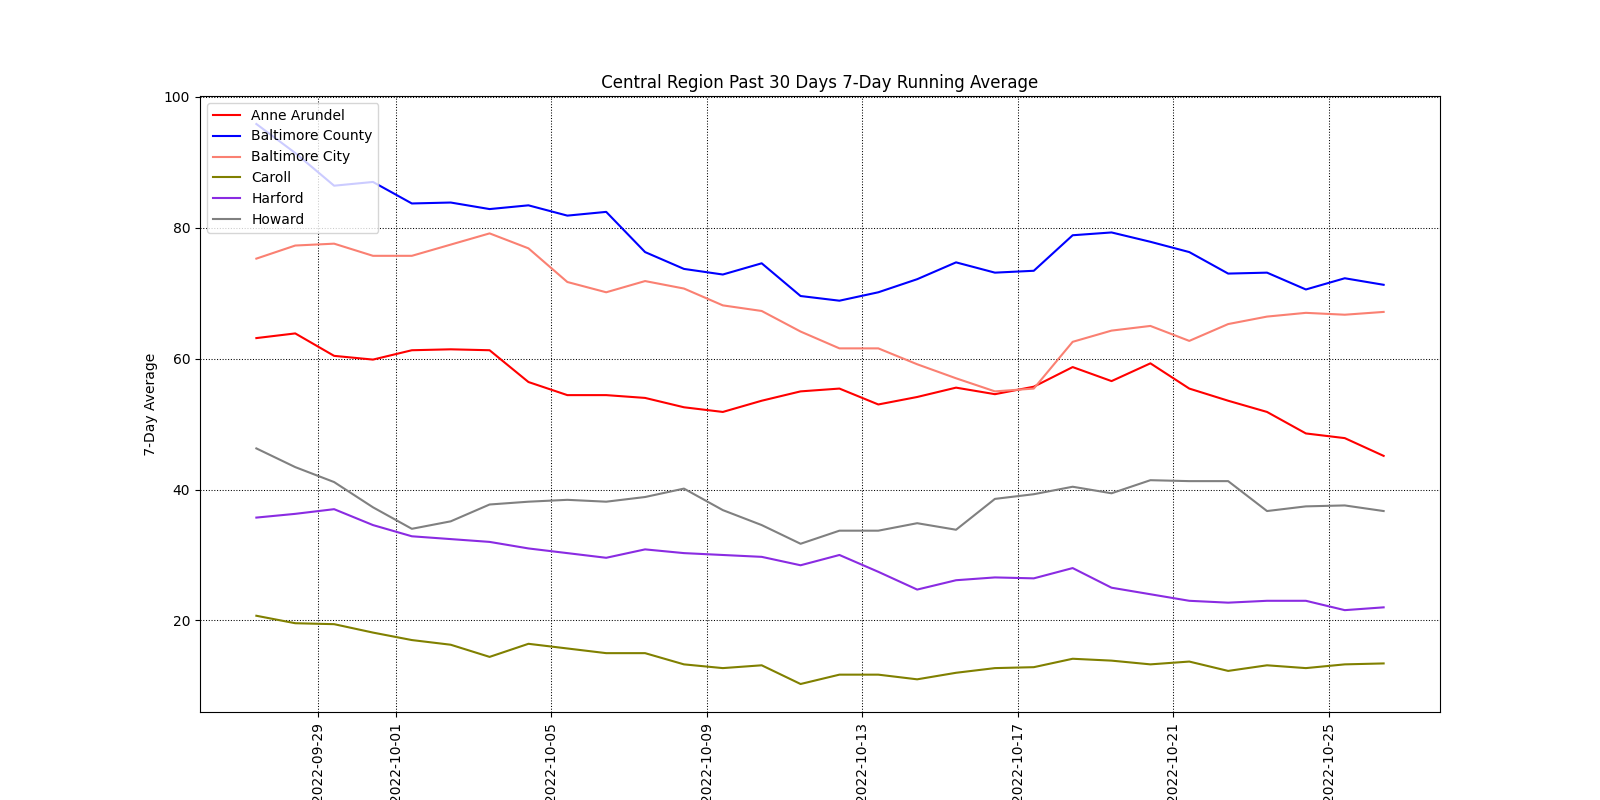 Central Region Past 30 Days 7-Day Running Average
Anne Arundel
Baltimore County
Baltimore City
Caroll
Harford
Howard
7-Day Average
100
80
60
40
20
2022-09-29
2022-10-01
2022-10-05
2022-10-09
2022-10-13
2022-10-17
2022-10-21
2022-10-25